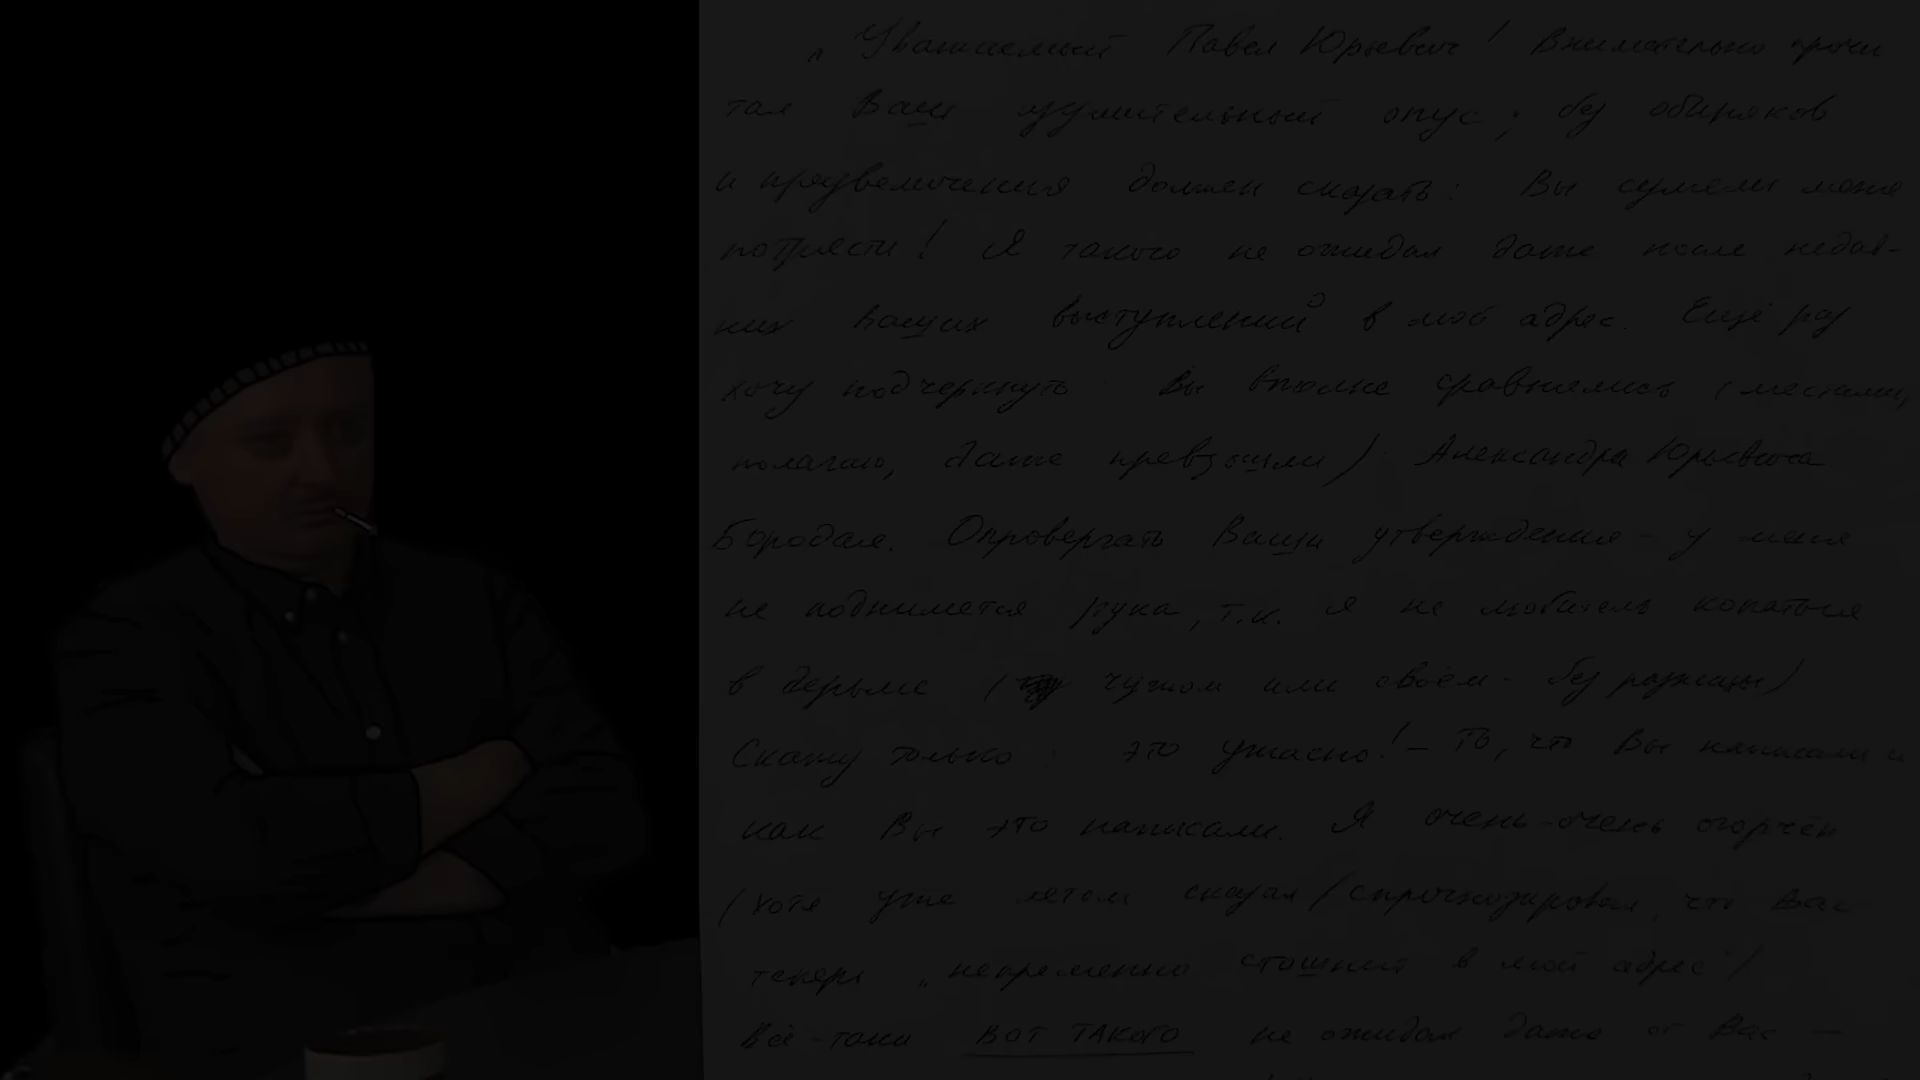 „Уважаемый Павел Юрьевич! Внимательно прочи
тал Ваш изумительный опус; без обиняков
и преувеличения должен сказать: Вы сумели меня
потрясти! Я такого не ожидал даже после недав-
них Ваших выступлений в мой адрес. Ещё раз
хочу подчеркнуть: Вы вполне сравнялись (местами,
полагаю, даже превзошли) Александра Юрьевича
Бородая. Опровергать Ваши утверждения - у меня
не поднимется рука, т.к. я не любитель копаться
в дерьме (чужом или своём - без разницы)
Скажу только: это ужасно! - То, что Вы написали и
как Вы это написали. Я очень-очень огорчён
(хотя уже летом сказал/спрогнозировал, что Вас
теперь „непременно стошнит в мой адрес")
Всё-таки ВОТ ТАКОГО не ожидал даже от Вас -